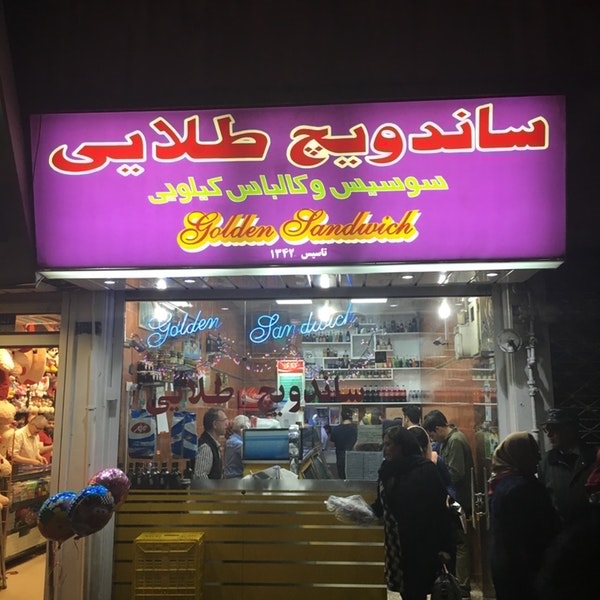 ساندویچ طلایی
سوسیس و کالباس کیلویی
Golden Sandwich
تاسیس ۱۳۴۲
Golden Sandwich
ساندویچ طلایی